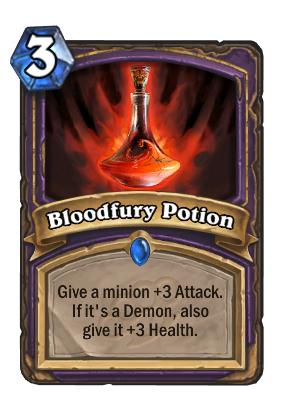 3
Bloodfury Potion
Give a minion +3 Attack.
If it's a Demon, also
give it +3 Health.